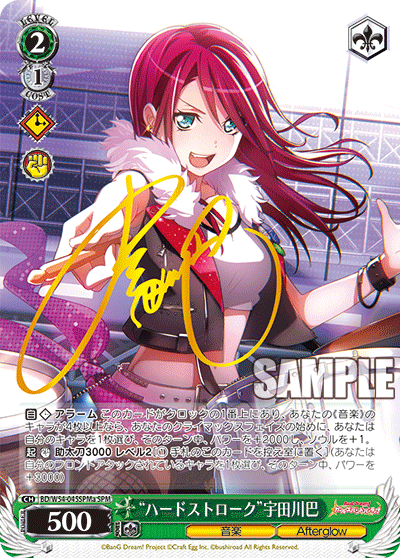 LEVEL
2
1
COST
SAMPLE
自 アラーム このカードがクロックの1番上にあり、あなたの《音楽》の
キャラが4枚以上なら、あなたのクライマックスフェイズの始めに、あなたは
自分のキャラを1枚選び、そのターン中、パワーを＋2000し、ソウルを＋1。
起 助太刀3000 レベル2［① 手札のこのカードを控え室に置く］（あなたは
自分のフロントアタックされているキャラを1枚選び、そのターン中、パワーを
＋3000）
CH BD/W54-045SPMa SPM
POWER
500
“ハードストローク”宇田川巴
音楽
Afterglow
©BanG Dream! Project ©Craft Egg Inc. ©bushiroad All Rights Reserved.